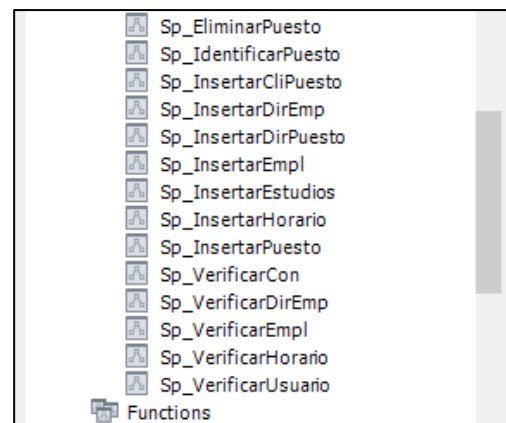 Sp_EliminarPuesto
Sp_IdentificarPuesto
Sp_InsertarCliPuesto
Sp_InsertarDirEmp
Sp_InsertarDirPuesto
Sp_InsertarEmpl
Sp_InsertarEstudios
Sp_InsertarHorario
Sp_InsertarPuesto
Sp_VerificarCon
Sp_VerificarDirEmp
Sp_VerificarEmpl
Sp_VerificarHorario
Sp_VerificarUsuario
Functions